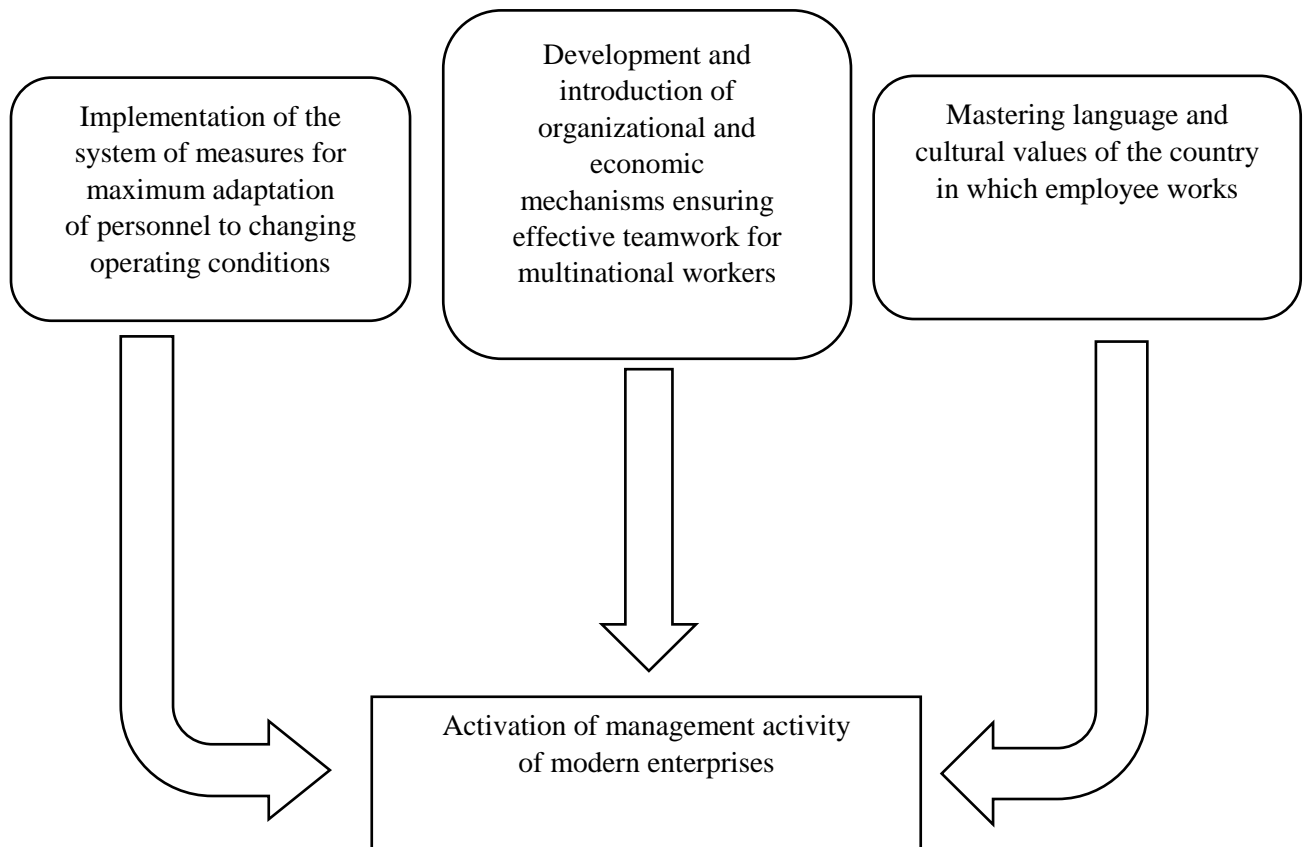 Implementation of the
system of measures for
maximum adaptation
of personnel to changing
operating conditions
Development and
introduction of
organizational and
economic
mechanisms ensuring
effective teamwork for
multinational workers
Mastering language and
cultural values of the country
in which employee works
Activation of management activity
of modern enterprises